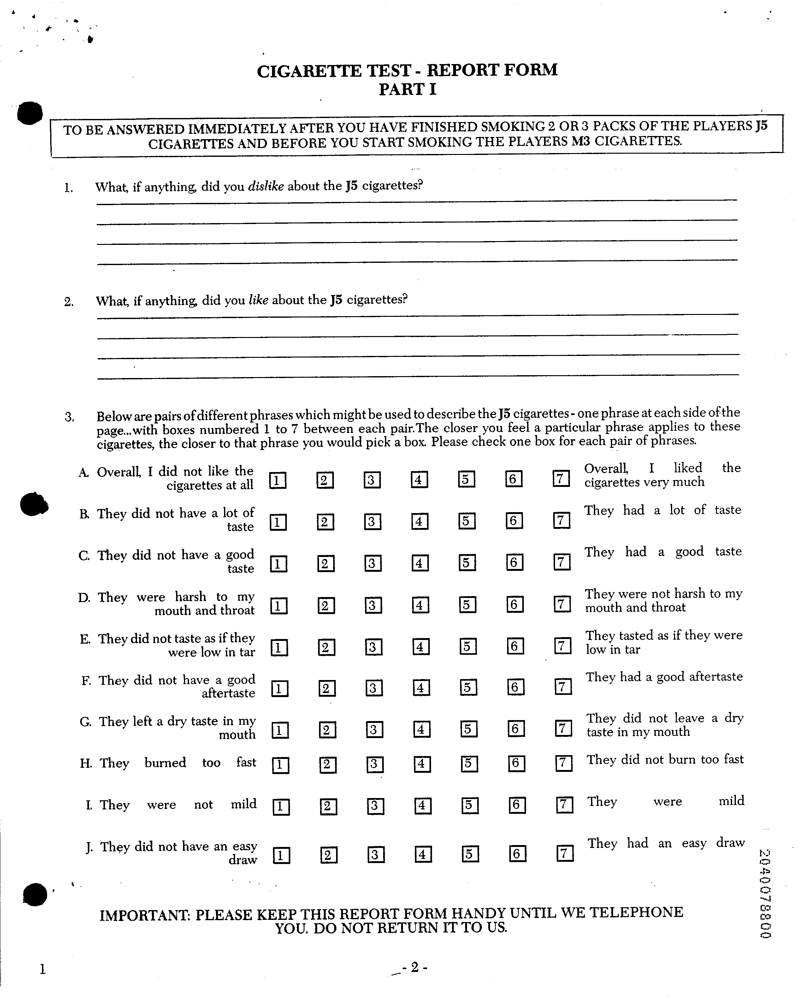 CIGARETTE TEST - REPORT FORM
PART I
TO BE ANSWERED IMMEDIATELY AFTER YOU HAVE FINISHED SMOKING 2 OR 3 PACKS OF THE PLAYERS J5
CIGARETTES AND BEFORE YOU START SMOKING THE PLAYERS M3 CIGARETTES.
1. What, if anything, did you dislike about the J5 cigarettes?
2. What, if anything, did you like about the J5 cigarettes?
3. Below are pairs of different phrases which might be used to describe the J5 cigarettes - one phrase at each side of the
page...with boxes numbered 1 to 7 between each pair. The closer you feel a particular phrase applies to these
cigarettes, the closer to that phrase you would pick a box. Please check one box for each pair of phrases.
A. Overall, I did not like the
cigarettes at all 1 2 3 4 5 6 7 Overall, I liked the
cigarettes very much
B. They did not have a lot of
taste 1 2 3 4 5 6 7 They had a lot of taste
C. They did not have a good
taste 1 2 3 4 5 6 7 They had a good taste
D. They were harsh to my
mouth and throat 1 2 3 4 5 6 7 They were not harsh to my
mouth and throat
E. They did not taste as if they
were low in tar 1 2 3 4 5 6 7 They tasted as if they were
low in tar
F. They did not have a good
aftertaste 1 2 3 4 5 6 7 They had a good aftertaste
G. They left a dry taste in my
mouth 1 2 3 4 5 6 7 They did not leave a dry
taste in my mouth
H. They burned too fast 1 2 3 4 5 6 7 They did not burn too fast
I. They were not mild 1 2 3 4 5 6 7 They were mild
J. They did not have an easy
draw 1 2 3 4 5 6 7 They had an easy draw
2040078800
IMPORTANT: PLEASE KEEP THIS REPORT FORM HANDY UNTIL WE TELEPHONE
YOU. DO NOT RETURN IT TO US.
1
- 2 -